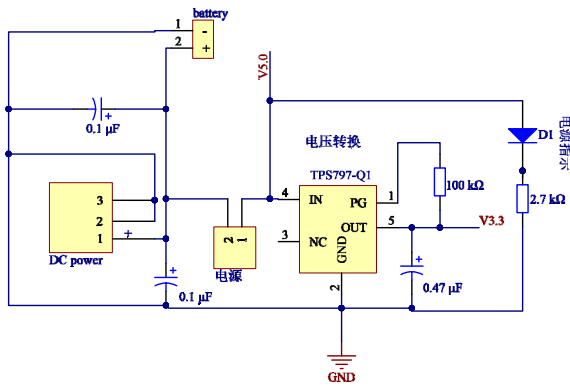 battery
1 -
2 +
V5.0
0.1 μF
电压转换
D1
电源指示
TPS797-Q1
4 IN
PG 1
100 kΩ
2.7 kΩ
3
2
1 +
DC power
2 1
电源
OUT 5
V3.3
3 NC
GND
2
0.1 μF
0.47 μF
GND